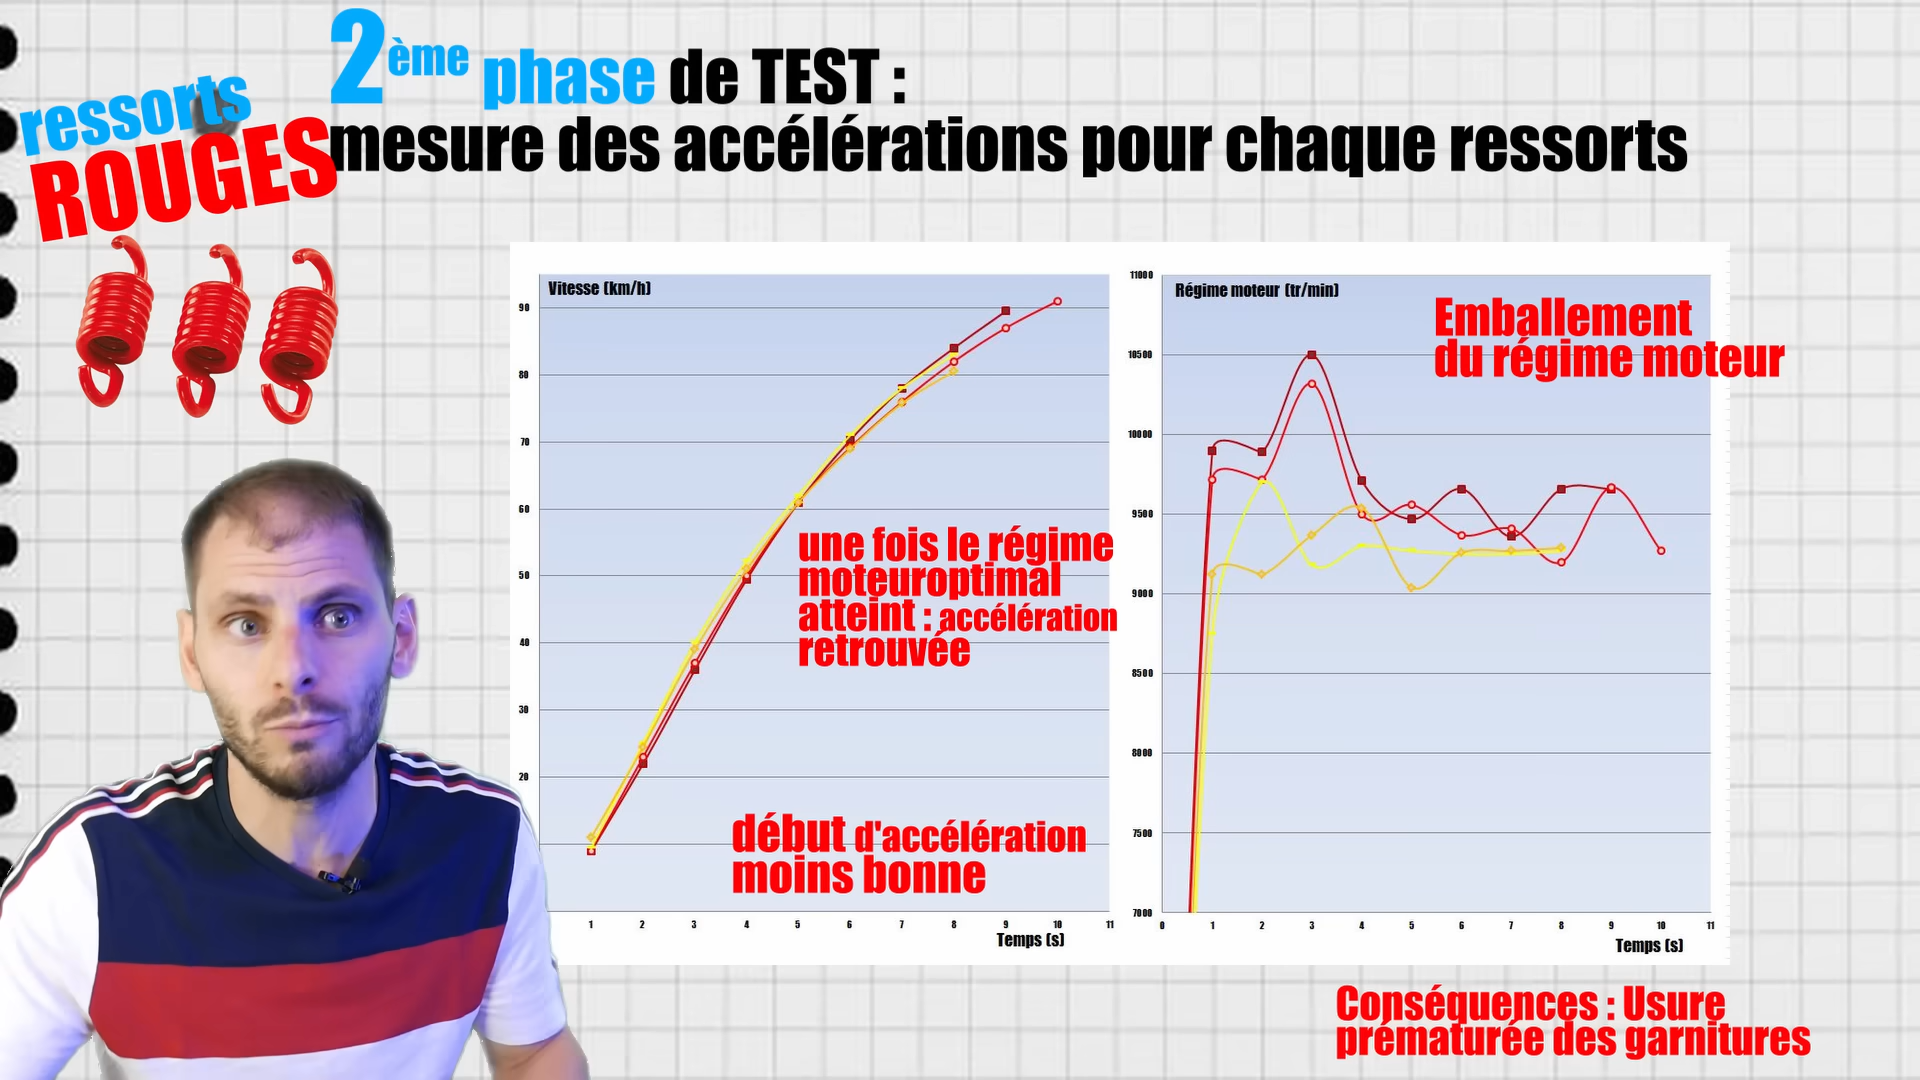 2ème phase de TEST :
mesure des accélérations pour chaque ressorts
ressorts
ROUGES
Vitesse (km/h)
90
80
70
60
50
40
30
20
1 2 3 4 5 6 7 8 9 10 11
Temps (s)
une fois le régime
moteuroptimal
atteint : accélération
retrouvée
début d'accélération
moins bonne
Régime moteur (tr/min)
11000
10500
10000
9500
9000
8500
8000
7500
7000
0 1 2 3 4 5 6 7 8 9 10 11
Temps (s)
Emballement
du régime moteur
Conséquences : Usure
prématurée des garnitures